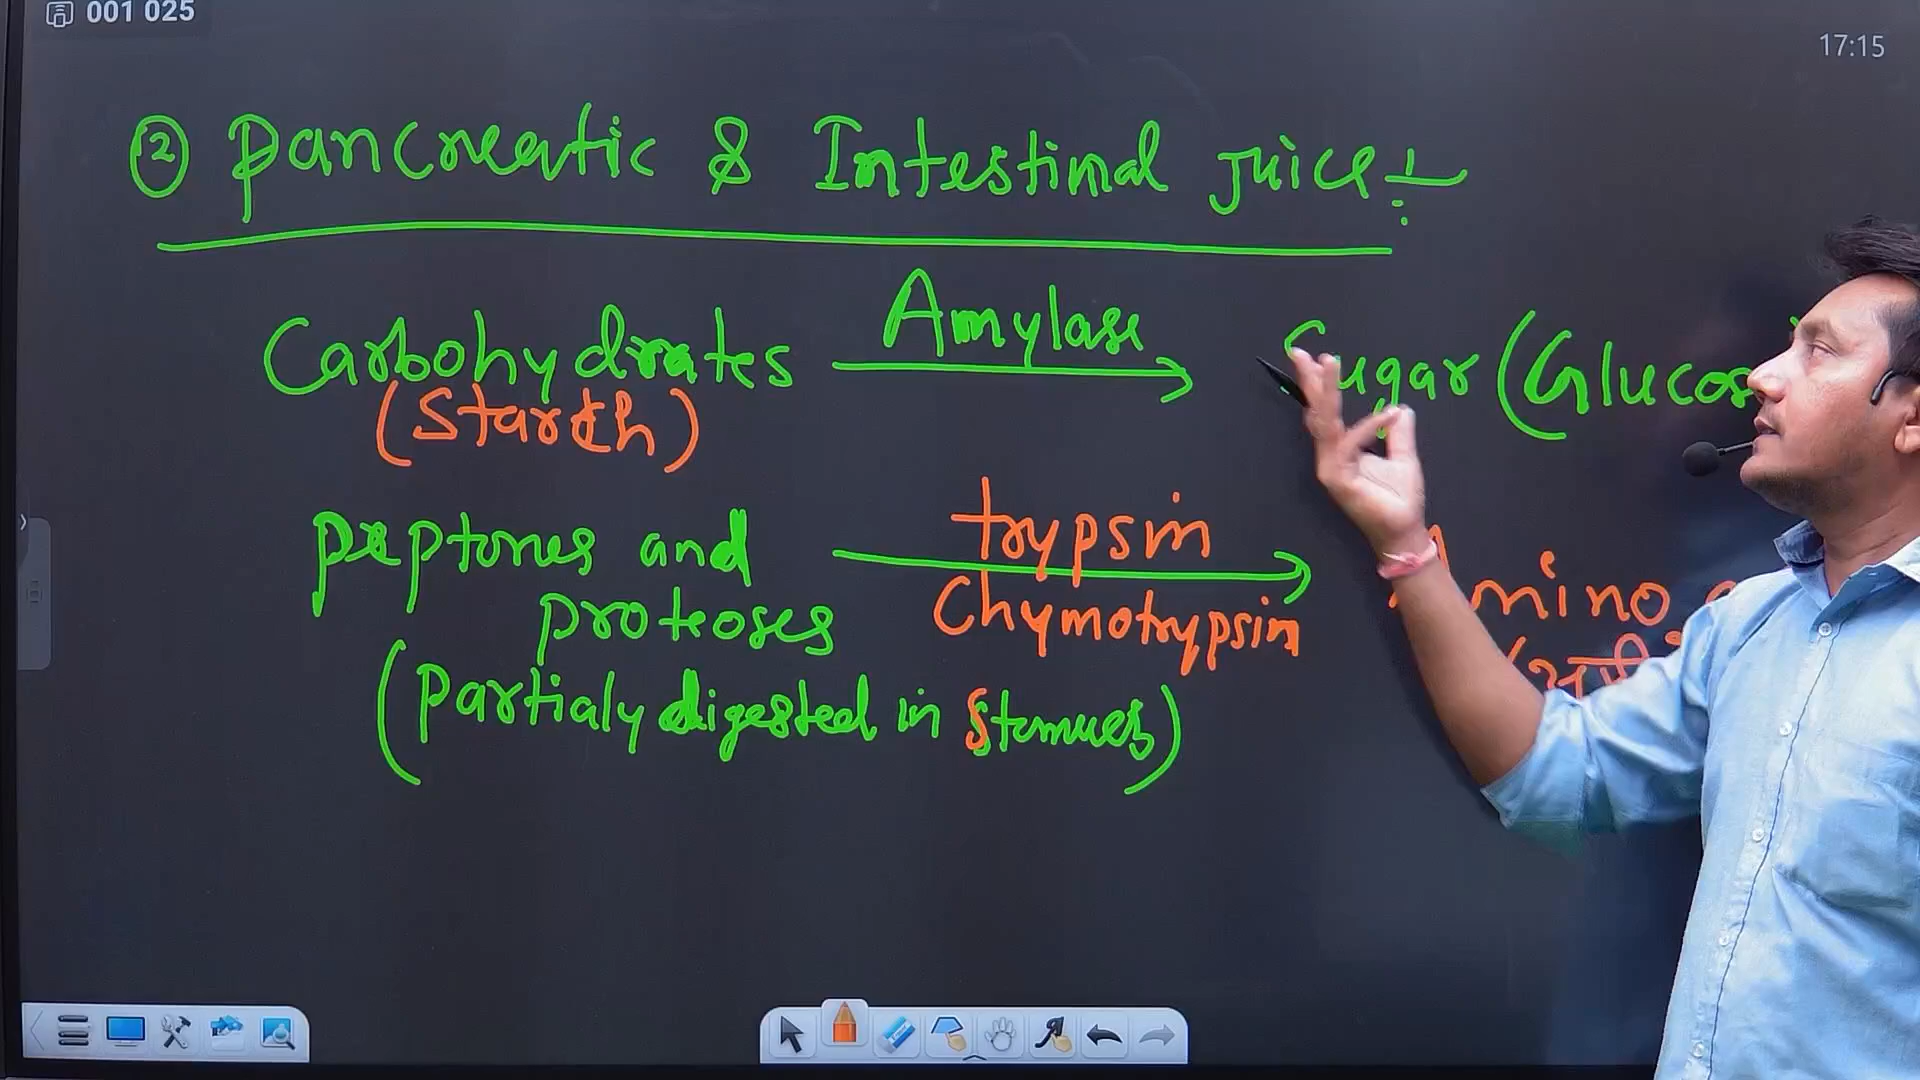 001 025
17:15
② Pancreatic & Intestinal juice :-
Carbohydrates Amylase Sugar (Glucos
(Starch)
peptones and trypsin
proteoses Chymotrypsin Amino
(Partialy digested in